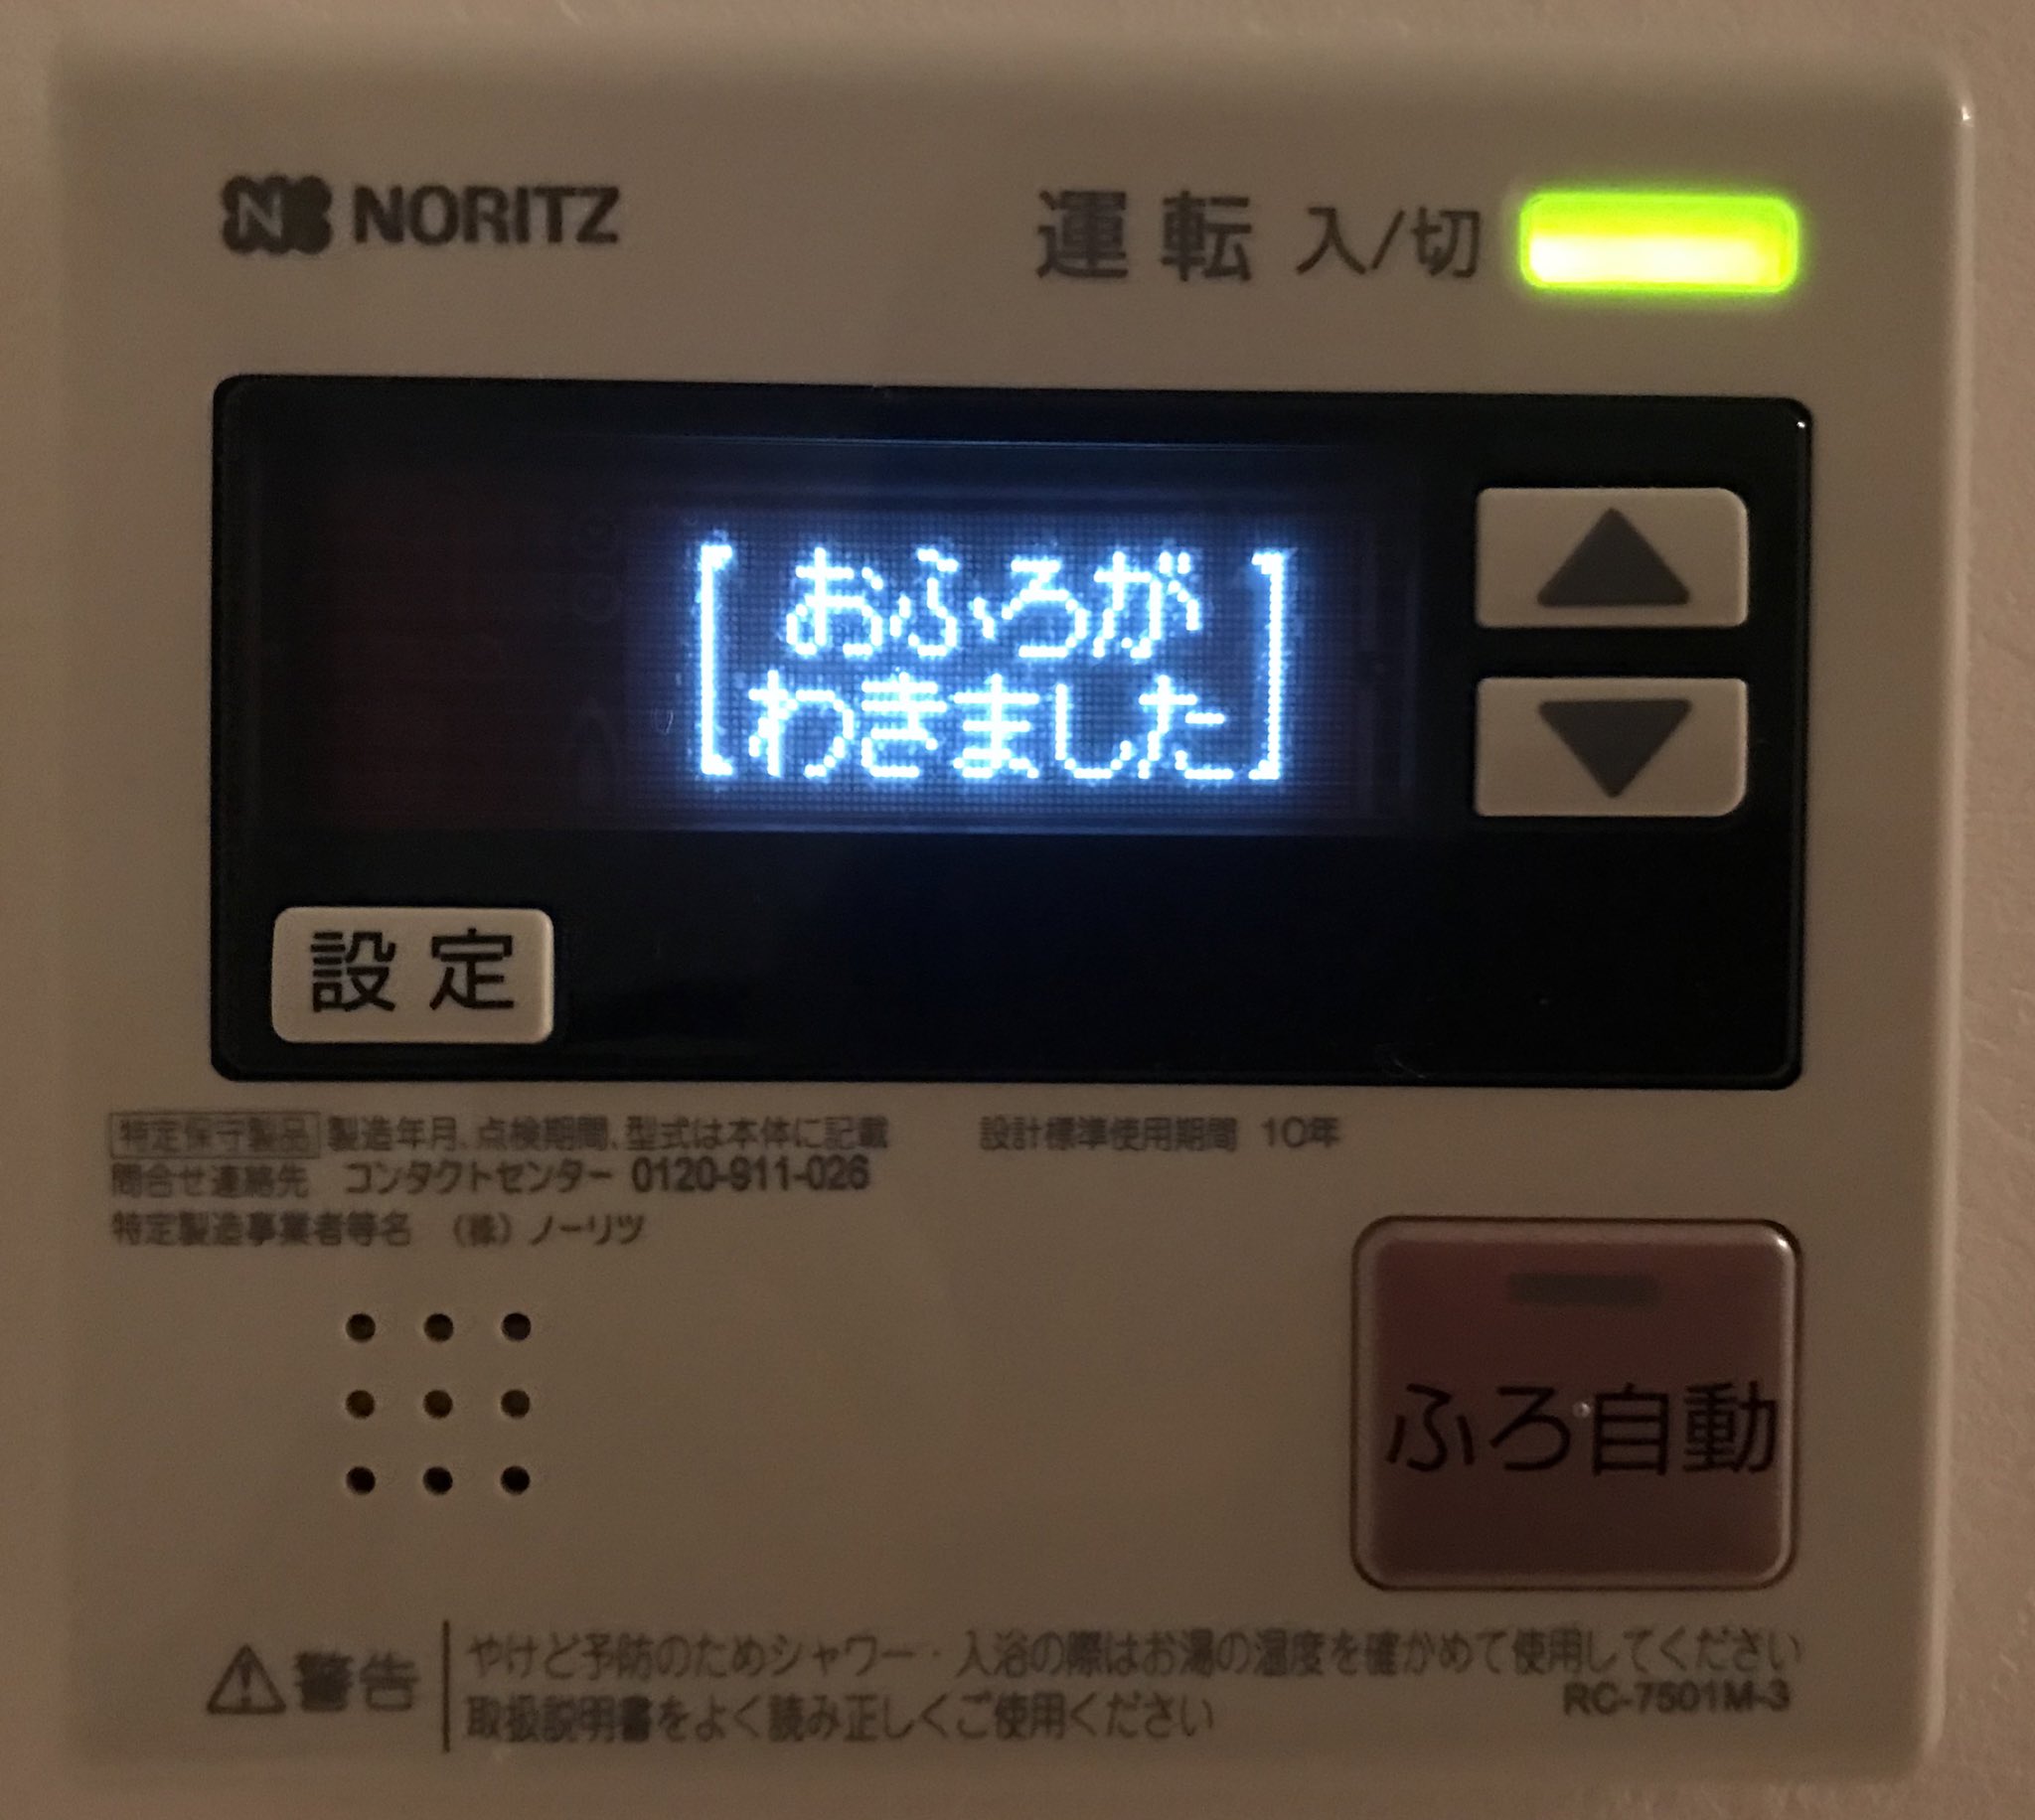 NORITZ
運転 入/切
[おふろが
わきました]
設定
特定保守製品 製造年月、点検期間、型式は本体に記載 設計標準使用期間 10年
問合せ連絡先 コンタクトセンター 0120-911-026
特定製造事業者等名 (株) ノーリツ
ふろ自動
警告
やけど予防のためシャワー・入浴の際はお湯の温度を確かめて使用してください
取扱説明書をよく読み正しくご使用ください
RC-7501M-3